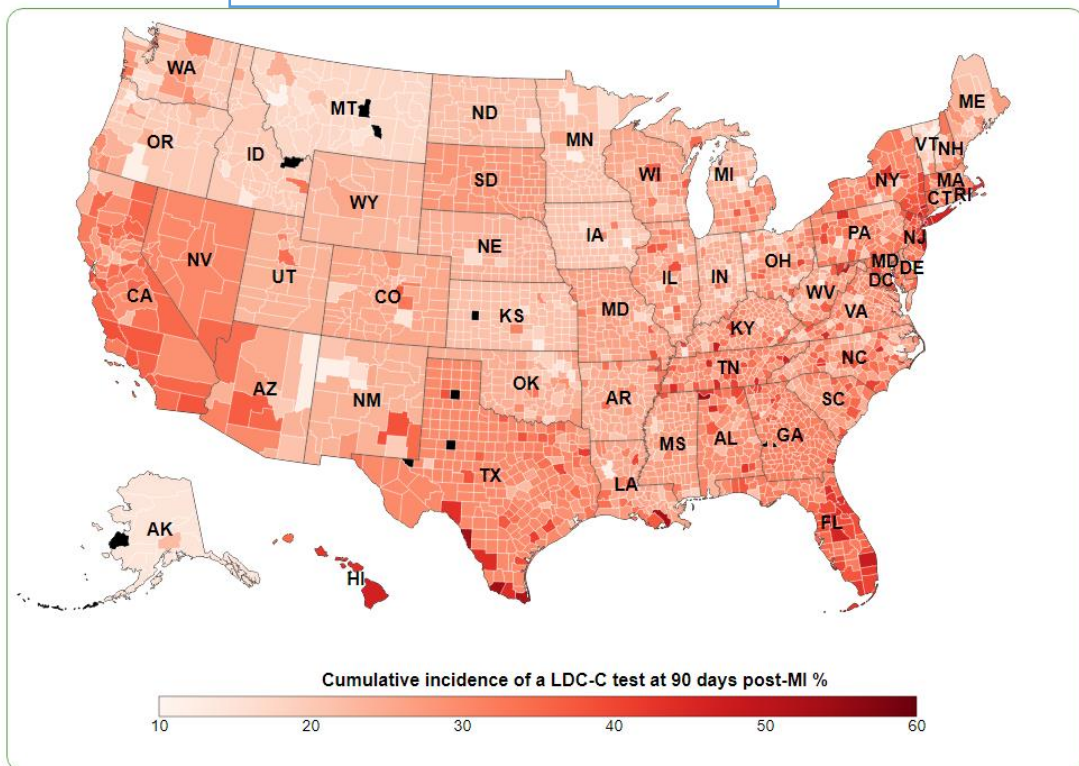 WA
MT
ND
MN
ME
OR
ID
VT
NH
WI
MI
NY
MA
SD
CT
RI
WY
IA
PA
NJ
NE
OH
NV
UT
IL
IN
MD
DE
DC
CA
CO
WV
KS
MD
VA
KY
NC
TN
AZ
OK
NM
AR
SC
MS
AL
GA
TX
LA
AK
FL
HI
Cumulative incidence of a LDC-C test at 90 days post-MI %
10 20 30 40 50 60